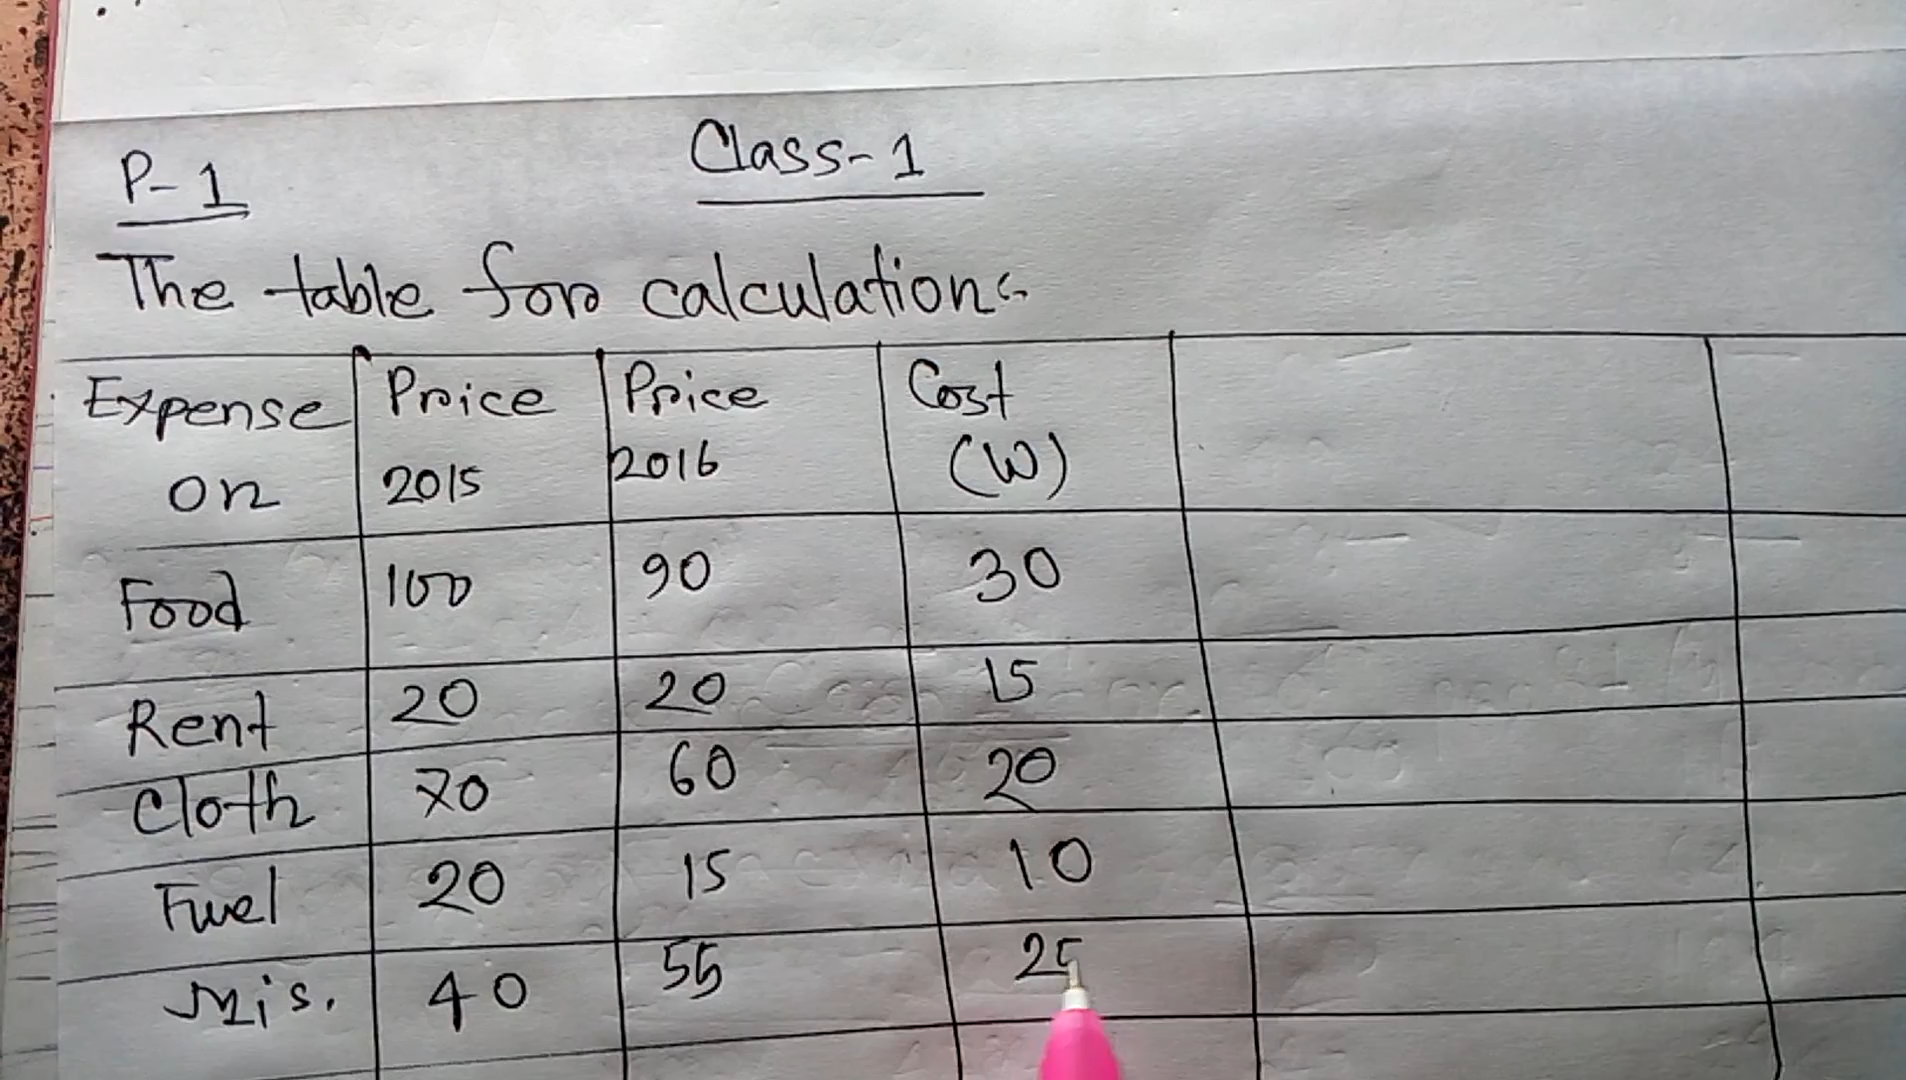 P-1
Class-1
The table for calculation:
Expense on Price 2015 Price 2016 Cost (W)
Food 100 90 30
Rent 20 20 15
Cloth 70 60 20
Fuel 20 15 10
Mis. 40 55 25